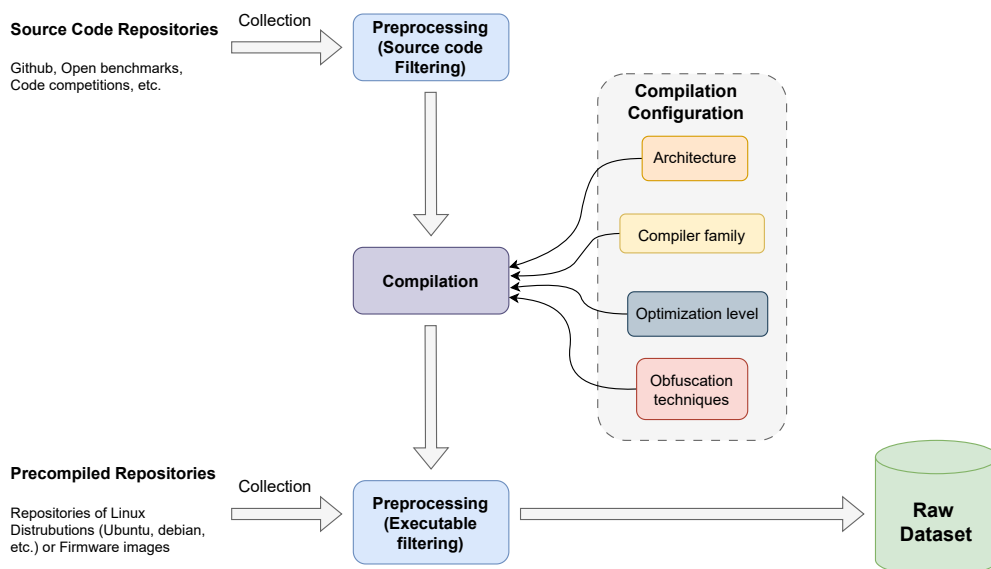 Source Code Repositories
Github, Open benchmarks,
Code competitions, etc.
Collection
Preprocessing
(Source code
Filtering)
Compilation
Configuration
Architecture
Compiler family
Optimization level
Obfuscation
techniques
Compilation
Precompiled Repositories
Repositories of Linux
Distrubutions (Ubuntu, debian,
etc.) or Firmware images
Collection
Preprocessing
(Executable
filtering)
Raw
Dataset